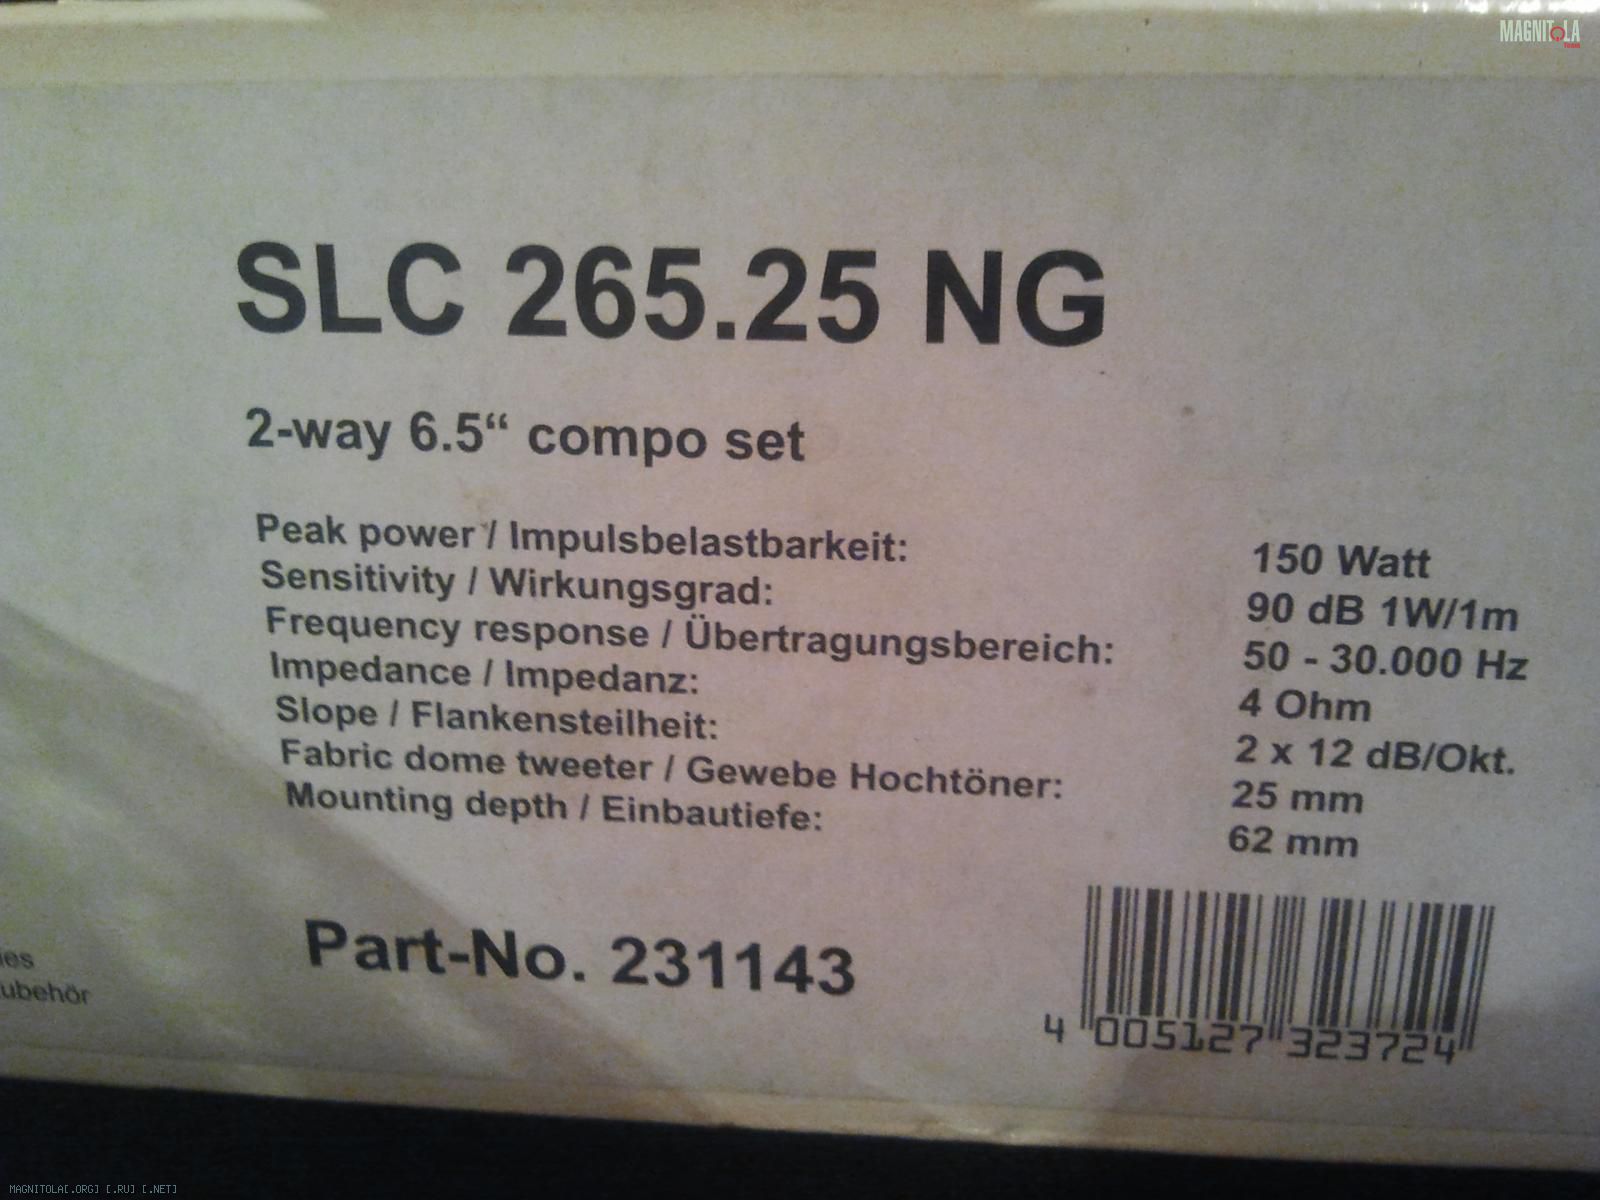 MAGNITOLA
Team
SLC 265.25 NG
2-way 6.5“ compo set
Peak power / Impulsbelastbarkeit: 150 Watt
Sensitivity / Wirkungsgrad: 90 dB 1W/1m
Frequency response / Übertragungsbereich: 50 - 30.000 Hz
Impedance / Impedanz: 4 Ohm
Slope / Flankensteilheit: 2 x 12 dB/Okt.
Fabric dome tweeter / Gewebe Hochtöner: 25 mm
Mounting depth / Einbautiefe: 62 mm
Part-No. 231143
4 005127 323724
MAGNITOLA[.ORG] [.RU] [.NET]